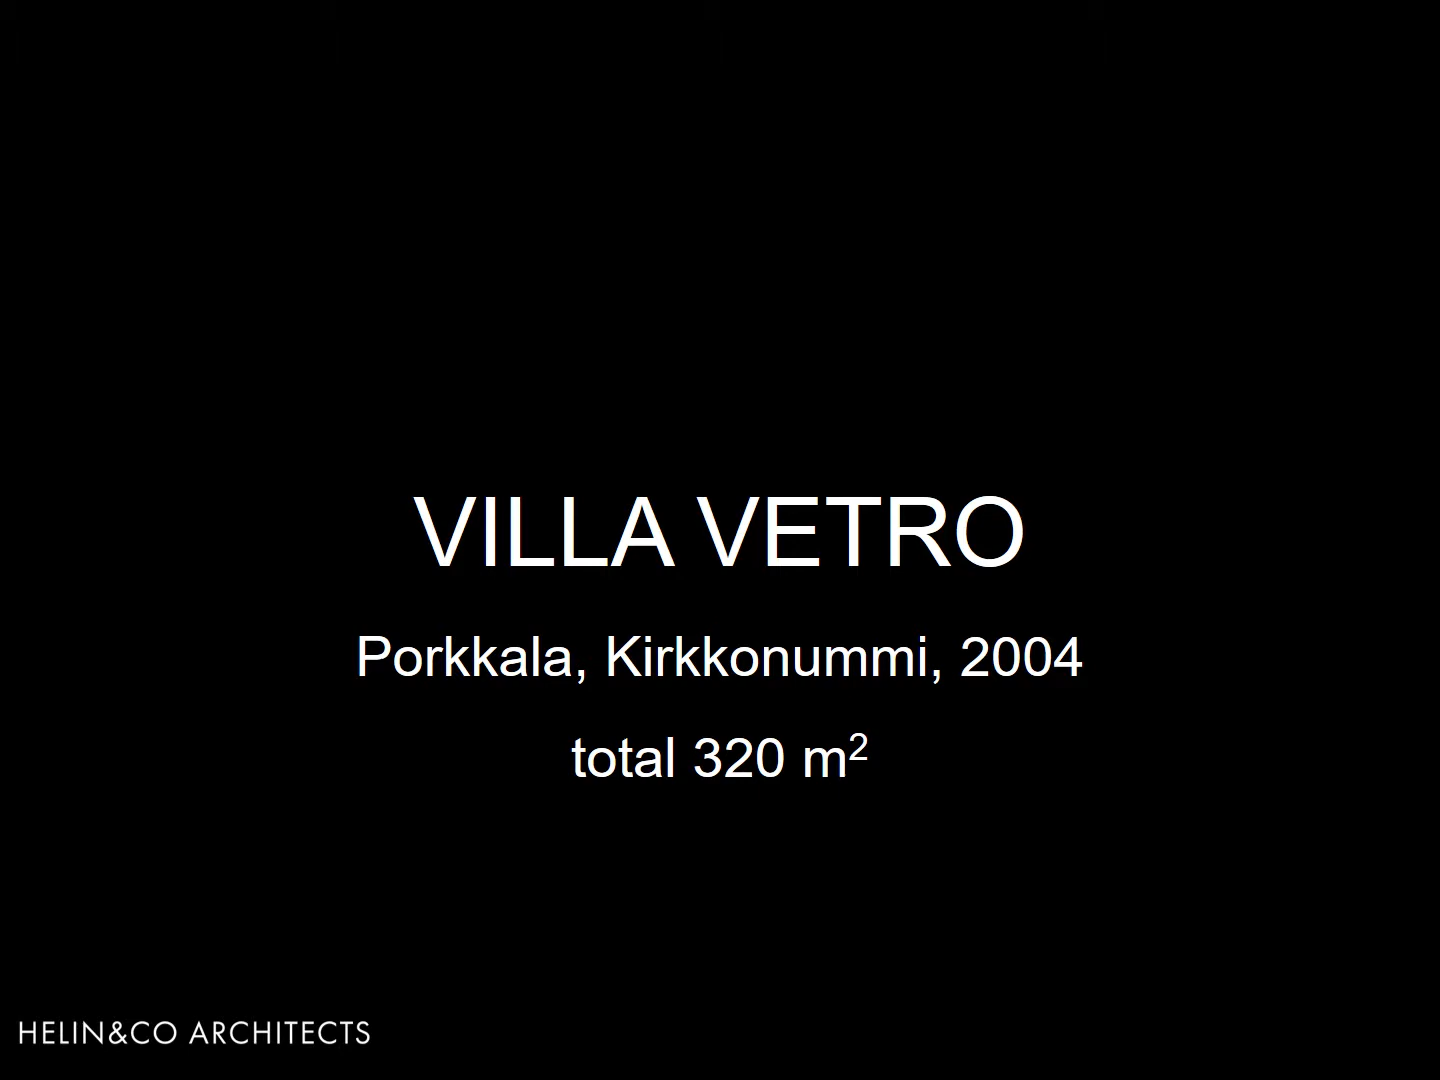 VILLA VETRO
Porkkala, Kirkkonummi, 2004
total 320 m²
HELIN&CO ARCHITECTS